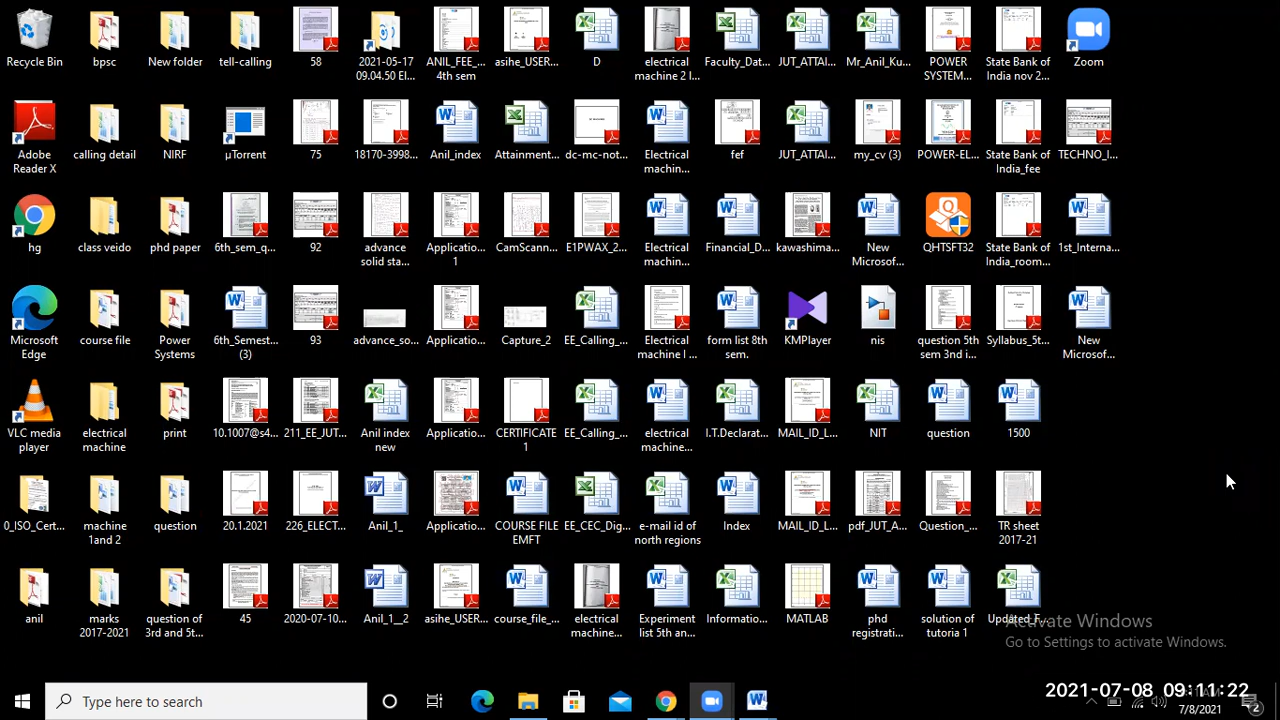 Recycle Bin
bpsc
New folder
tell-calling
58
2021-05-17
09.04.50 El...
ANIL_FEE_...
4th sem
asihe_USER...
D
electrical
machine 2 l...
Faculty_Dat...
JUT_ATTAI...
Mr_Anil_Ku...
POWER
SYSTEM...
State Bank of
India nov 2...
Zoom
Adobe
Reader X
calling detail
NIRF
µTorrent
75
18170-3998...
Anil_index
Attainment...
dc-mc-not...
Electrical
machin...
fef
JUT_ATTAI...
my_cv (3)
POWER-EL...
State Bank of
India_fee
TECHNO_I...
hg
class veido
phd paper
6th_sem_q...
92
advance
solid sta...
Applicatio...
1
CamScann...
E1PWAX_2...
Electrical
machin...
Financial_D...
kawashima...
New
Microsof...
QHTSFT32
State Bank of
India_room...
1st_Interna...
Microsoft
Edge
course file
Power
Systems
6th_Semest...
(3)
93
advance_so...
Applicatio...
Capture_2
EE_Calling_...
Electrical
machine l ...
form list 8th
sem.
KMPlayer
nis
question 5th
sem 3nd i...
Syllabus_5t...
New
Microsof...
VLC media
player
electrical
machine
print
10.1007@s4...
211_EE_JUT...
Anil index
new
Applicatio...
CERTIFICATE
1
EE_Calling_...
electrical
machine...
I.T.Declarat...
MAIL_ID_L...
NIT
question
1500
0_ISO_Cert...
machine
1and 2
question
20.1.2021
226_ELECT...
Anil_1_
Applicatio...
COURSE FILE
EMFT
EE_CEC_Dig...
e-mail id of
north regions
Index
MAIL_ID_L...
pdf_JUT_A...
Question_...
TR sheet
2017-21
anil
marks
2017-2021
question of
3rd and 5t...
45
2020-07-10...
Anil_1__2
asihe_USER...
course_file_...
electrical
machine...
Experiment
list 5th an...
Informatio...
MATLAB
phd
registrati...
solution of
tutoria 1
Updated_F...
Activate Windows
Go to Settings to activate Windows.
Type here to search
2021-07-08 09:11:22
7/8/2021
2